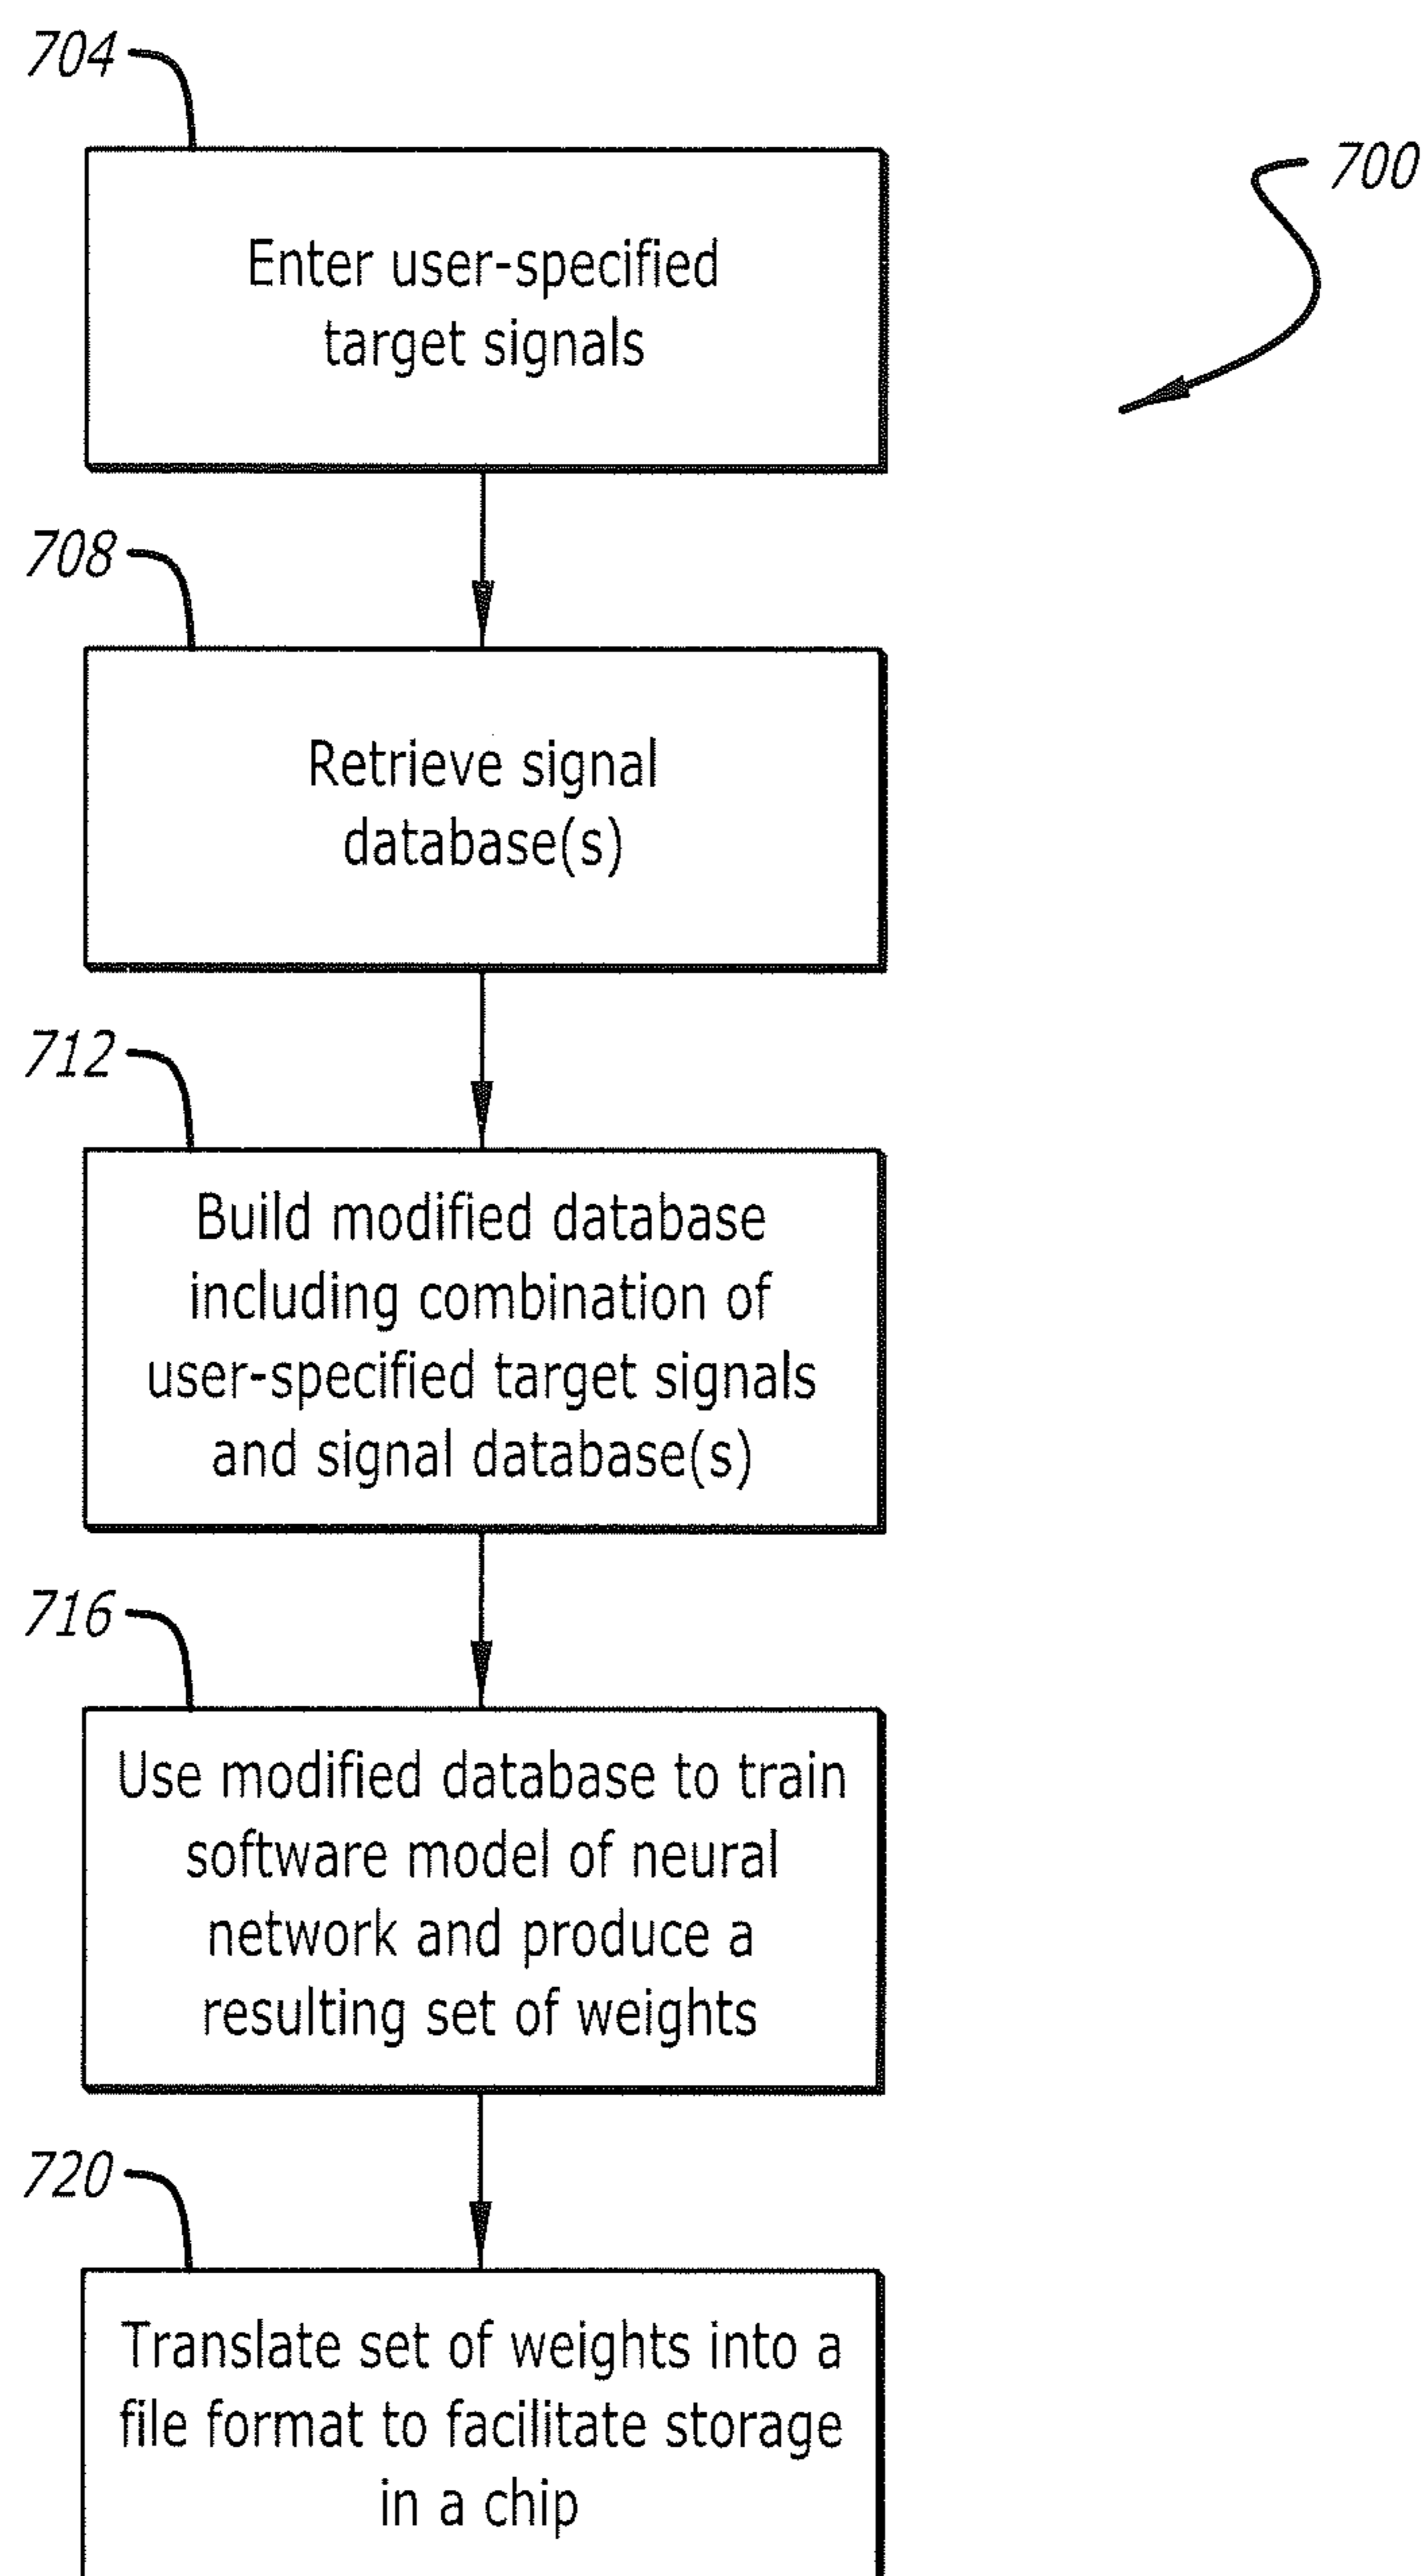 704
700
Enter user-specified
target signals
708
Retrieve signal
database(s)
712
Build modified database
including combination of
user-specified target signals
and signal database(s)
716
Use modified database to train
software model of neural
network and produce a
resulting set of weights
720
Translate set of weights into a
file format to facilitate storage
in a chip